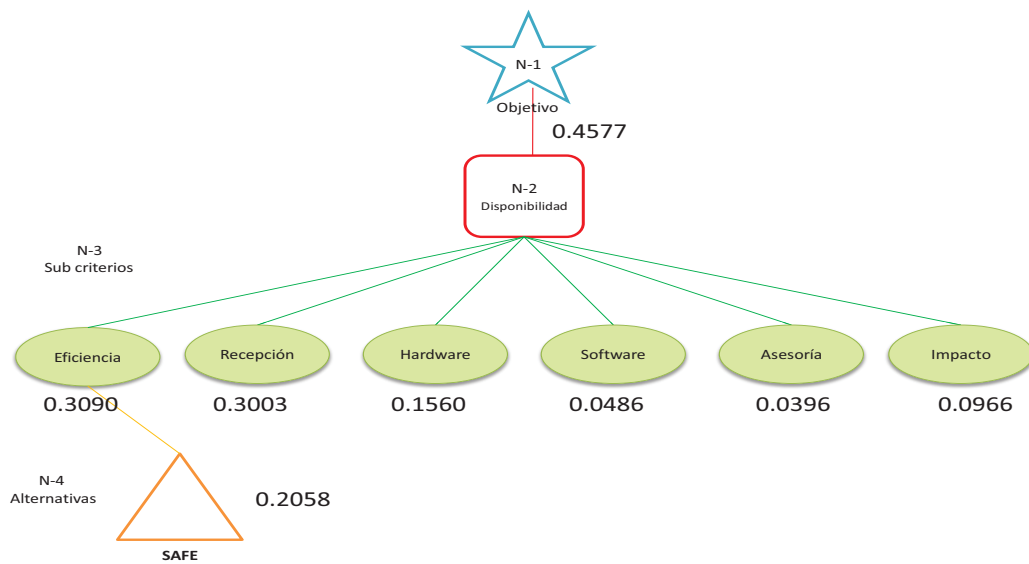 N-1
Objetivo
0.4577
N-2
Disponibilidad
N-3
Sub criterios
Eficiencia
Recepción
Hardware
Software
Asesoría
Impacto
0.3090
0.3003
0.1560
0.0486
0.0396
0.0966
N-4
Alternativas
0.2058
SAFE